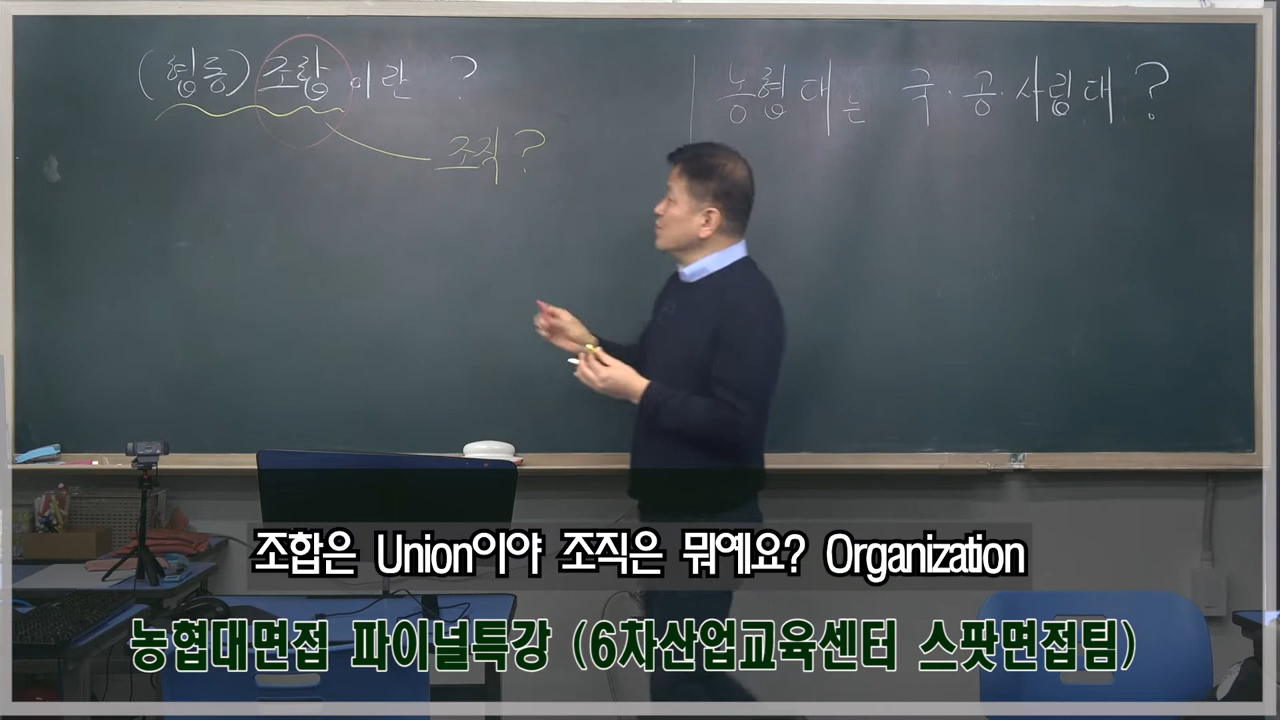 (협동) 조합이란 ?
조직 ?
농협대는 국·공·사립대 ?
조합은 Union이야 조직은 뭐예요? Organization
농협대면접 파이널특강 (6차산업교육센터 스팟면접팀)